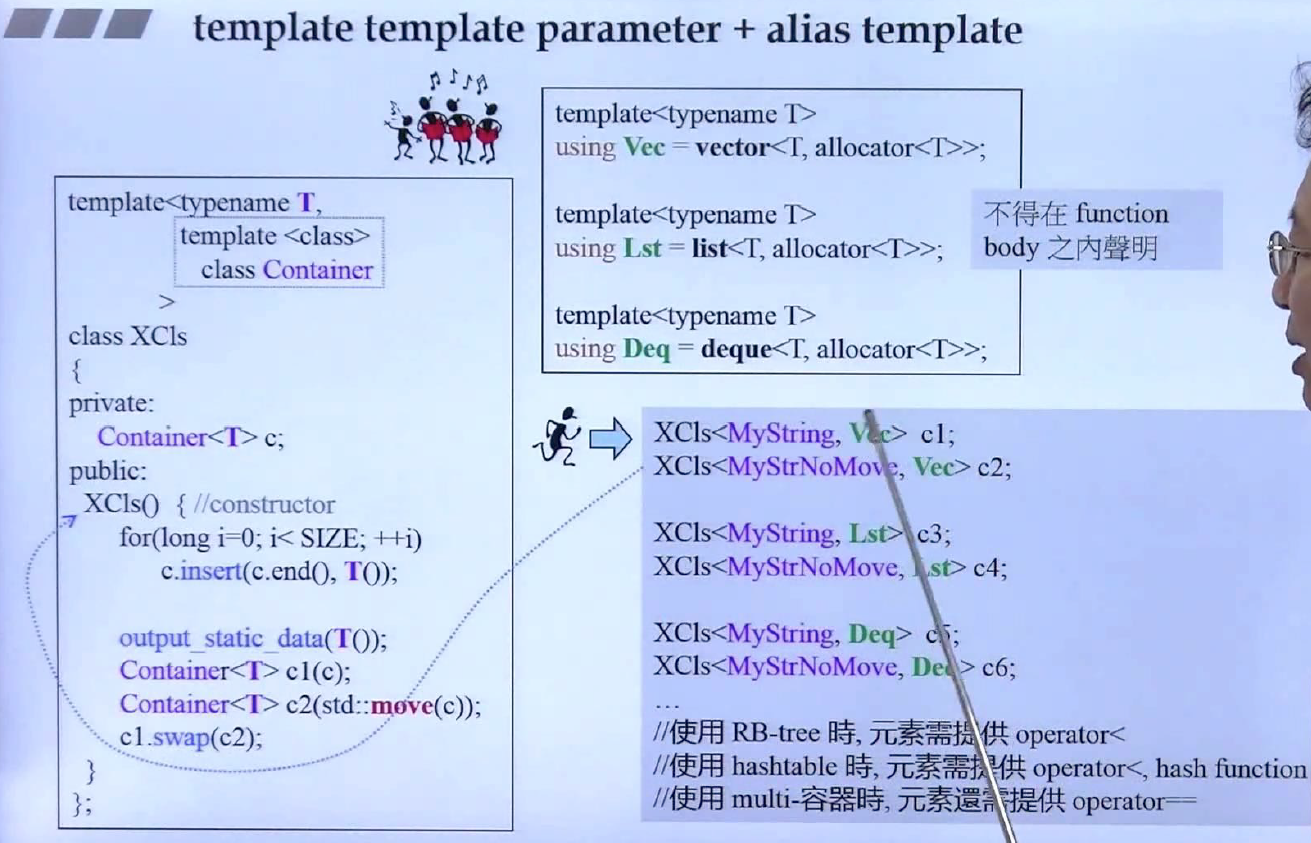 template template parameter + alias template
template<typename T,
template <class>
class Container
>
class XCls
{
private:
Container<T> c;
public:
XCls() { //constructor
for(long i=0; i< SIZE; ++i)
c.insert(c.end(), T());
output_static_data(T());
Container<T> c1(c);
Container<T> c2(std::move(c));
c1.swap(c2);
}
};
template<typename T>
using Vec = vector<T, allocator<T>>;
template<typename T>
using Lst = list<T, allocator<T>>;
template<typename T>
using Deq = deque<T, allocator<T>>;
不得在 function
body 之內聲明
XCls<MyString, Vec> c1;
XCls<MyStrNoMove, Vec> c2;
XCls<MyString, Lst> c3;
XCls<MyStrNoMove, Lst> c4;
XCls<MyString, Deq> c5;
XCls<MyStrNoMove, Deq> c6;
...
//使用 RB-tree 時, 元素需提供 operator<
//使用 hashtable 時, 元素需提供 operator<, hash function
//使用 multi-容器時, 元素還需提供 operator==